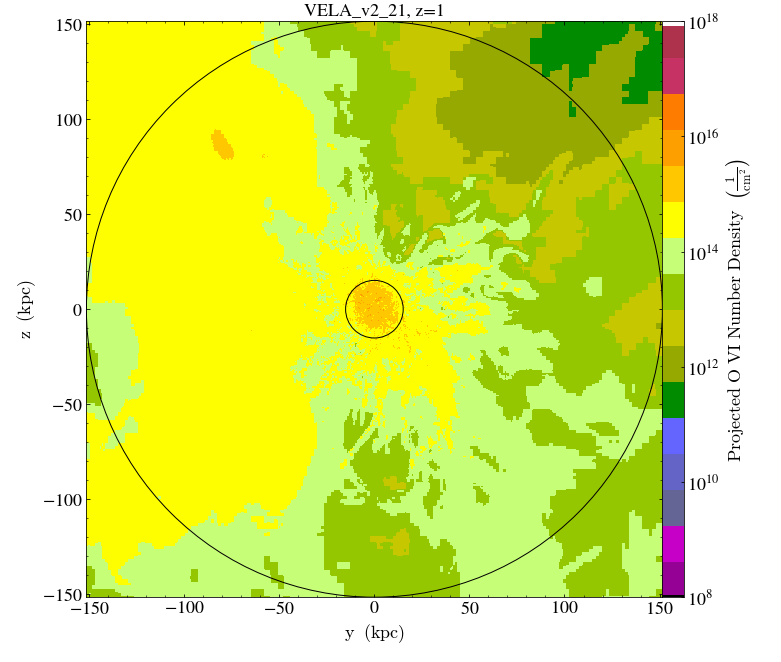 VELA_v2_21, z=1
150
100
50
0
−50
−100
−150
z (kpc)
−150 −100 −50 0 50 100 150
y (kpc)
10^18
10^16
10^14
10^12
10^10
10^8
Projected O VI Number Density (1/cm²)